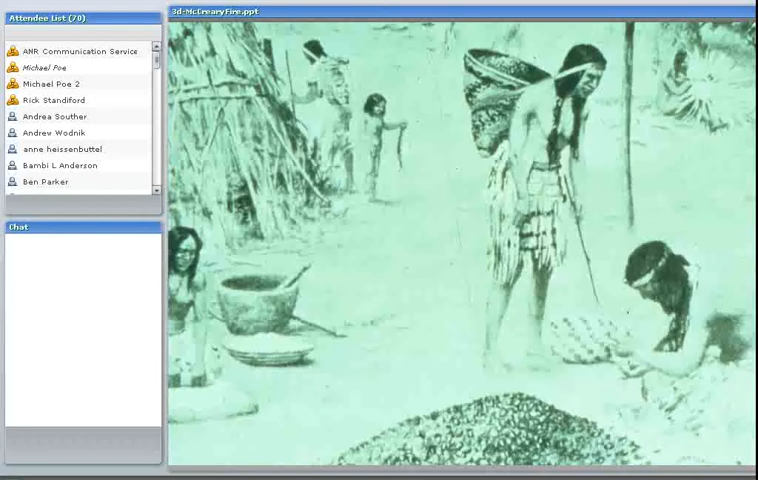 Attendee List (70)
3d-McCrearyFire.ppt
ANR Communication Service
Michael Poe
Michael Poe 2
Rick Standiford
Andrea Souther
Andrew Wodnik
anne heissenbuttel
Bambi L Anderson
Ben Parker
Chat